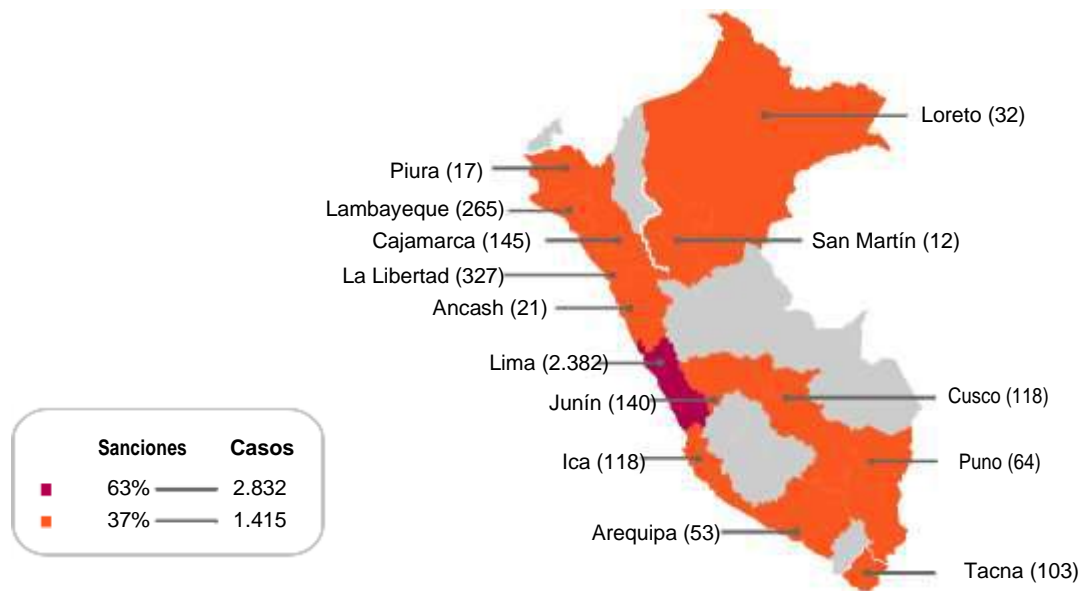 Loreto (32)
Piura (17)
Lambayeque (265)
Cajamarca (145)
San Martín (12)
La Libertad (327)
Ancash (21)
Lima (2.382)
Junín (140)
Cusco (118)
Ica (118)
Puno (64)
Arequipa (53)
Tacna (103)
Sanciones Casos
63% 2.832
37% 1.415